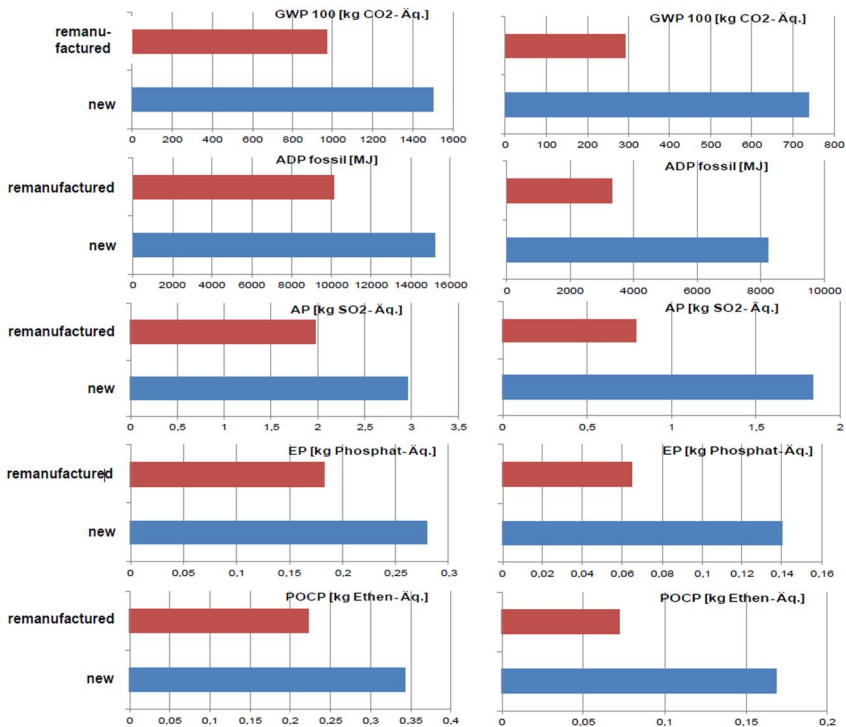 GWP 100 [kg CO2- Äq.]
remanu-
factured
new
0 200 400 600 800 1000 1200 1400 1600
GWP 100 [kg CO2- Äq.]
0 100 200 300 400 500 600 700 800
ADP fossil [MJ]
remanufactured
new
0 2000 4000 6000 8000 10000 12000 14000 16000
ADP fossil [MJ]
0 2000 4000 6000 8000 10000
AP [kg SO2- Äq.]
remanufactured
new
0 0,5 1 1,5 2 2,5 3 3,5
AP [kg SO2- Äq.]
0 0,5 1 1,5 2
EP [kg Phosphat- Äq.]
remanufactured
new
0 0,05 0,1 0,15 0,2 0,25 0,3
EP [kg Phosphat- Äq.]
0 0,02 0,04 0,06 0,08 0,1 0,12 0,14 0,16
POCP [kg Ethen- Äq.]
remanufactured
new
0 0,05 0,1 0,15 0,2 0,25 0,3 0,35 0,4
POCP [kg Ethen- Äq.]
0 0,05 0,1 0,15 0,2